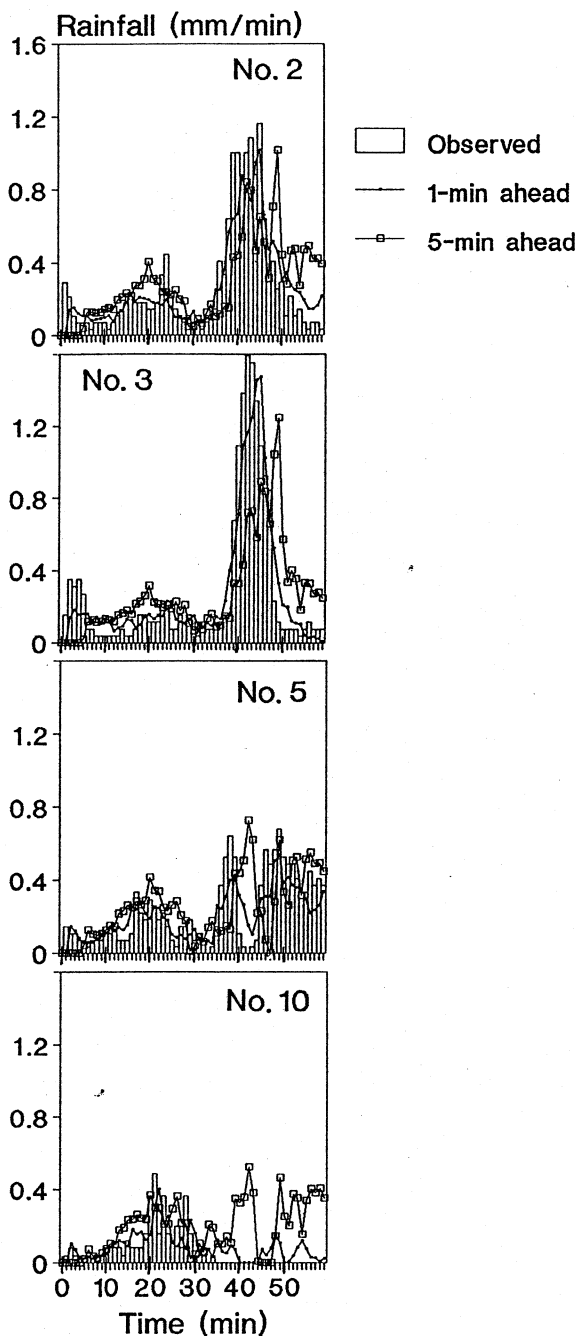 Rainfall (mm/min)
1.6
No. 2
1.2
0.8
0.4
0
Observed
1-min ahead
5-min ahead
No. 3
1.2
0.8
0.4
0
No. 5
1.2
0.8
0.4
0
No. 10
1.2
0.8
0.4
0
0 10 20 30 40 50
Time (min)